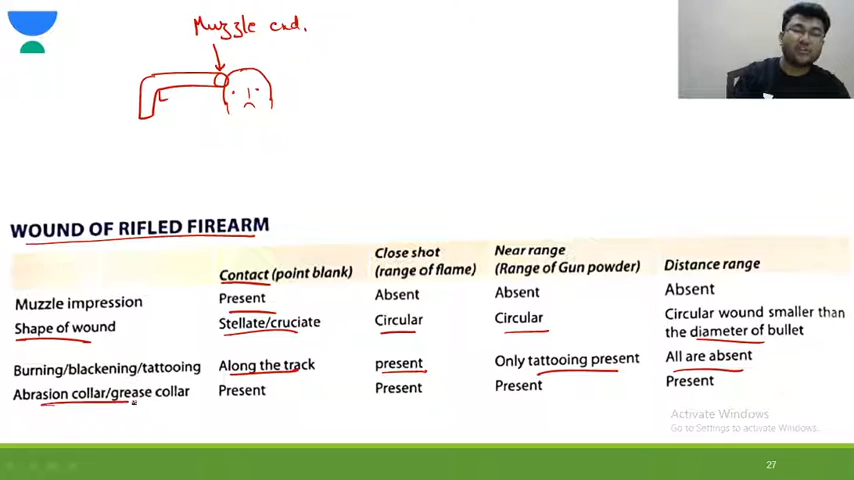 Muzzle end.
WOUND OF RIFLED FIREARM
Contact (point blank)
Close shot
(range of flame)
Near range
(Range of Gun powder)
Distance range
Muzzle impression
Present
Absent
Absent
Absent
Shape of wound
Stellate/cruciate
Circular
Circular
Circular wound smaller than
the diameter of bullet
Burning/blackening/tattooing
Along the track
present
Only tattooing present
All are absent
Abrasion collar/grease collar
Present
Present
Present
Present
Activate Windows
Go to Settings to activate Windows.
27